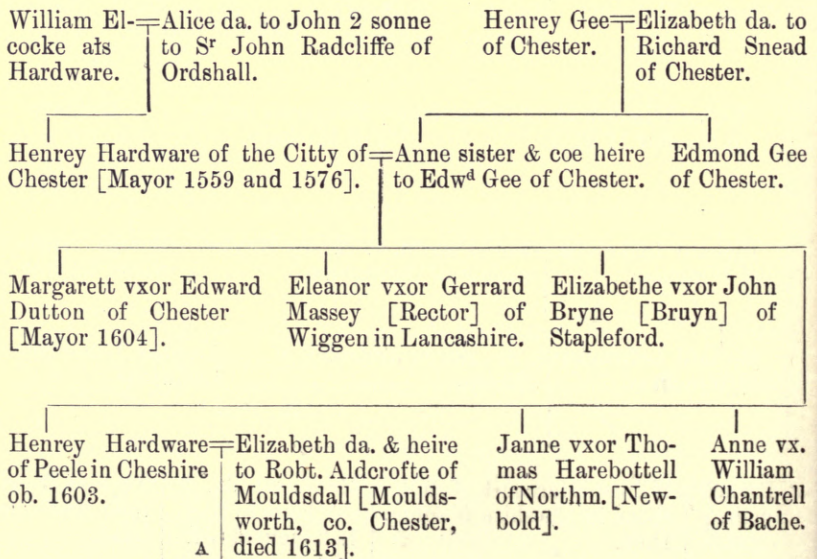 William El-
cocke ałs
Hardware.
Alice da. to John 2 sonne
to Sʳ John Radcliffe of
Ordshall.
Henrey Gee
of Chester.
Elizabeth da. to
Richard Snead
of Chester.
Henrey Hardware of the Citty of
Chester [Mayor 1559 and 1576].
Anne sister & coe heire
to Edwᵈ Gee of Chester.
Edmond Gee
of Chester.
Margarett vxor Edward
Dutton of Chester
[Mayor 1604].
Eleanor vxor Gerrard
Massey [Rector] of
Wiggen in Lancashire.
Elizabethe vxor John
Bryne [Bruyn] of
Stapleford.
Henrey Hardware
of Peele in Cheshire
ob. 1603.
Elizabeth da. & heire
to Robt. Aldcrofte of
Mouldsdall [Moulds-
worth, co. Chester,
died 1613].
Janne vxor Tho-
mas Harebottell
of Northm. [New-
bold].
Anne vx.
William
Chantrell
of Bache.
A